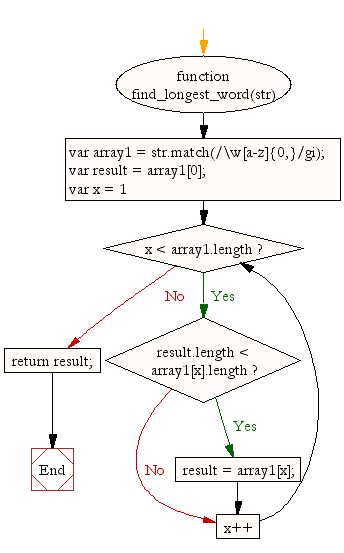 function
find_longest_word(str)
var array1 = str.match(/\w[a-z]{0,}/gi);
var result = array1[0];
var x = 1
x < array1.length ?
No
Yes
return result;
result.length <
array1[x].length ?
Yes
No
End
result = array1[x];
x++